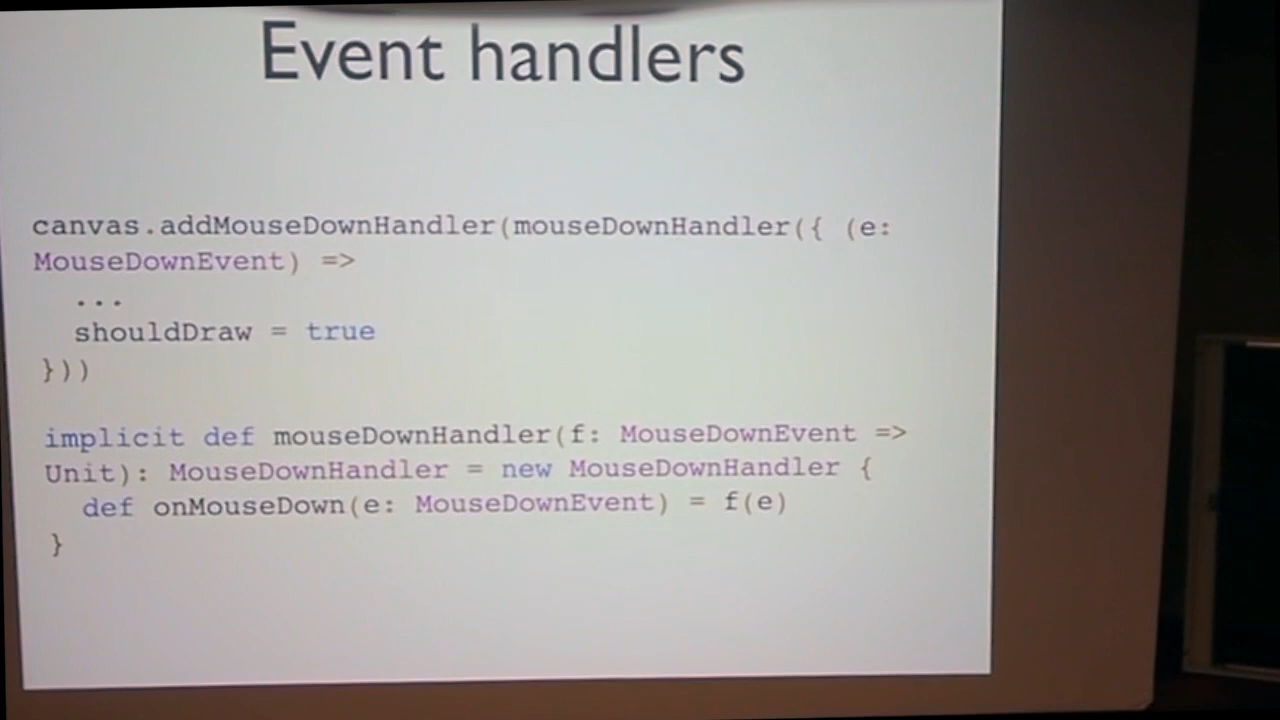 Event handlers
canvas.addMouseDownHandler(mouseDownHandler({ (e:
MouseDownEvent) =>
...
shouldDraw = true
}))
implicit def mouseDownHandler(f: MouseDownEvent =>
Unit): MouseDownHandler = new MouseDownHandler {
def onMouseDown(e: MouseDownEvent) = f(e)
}